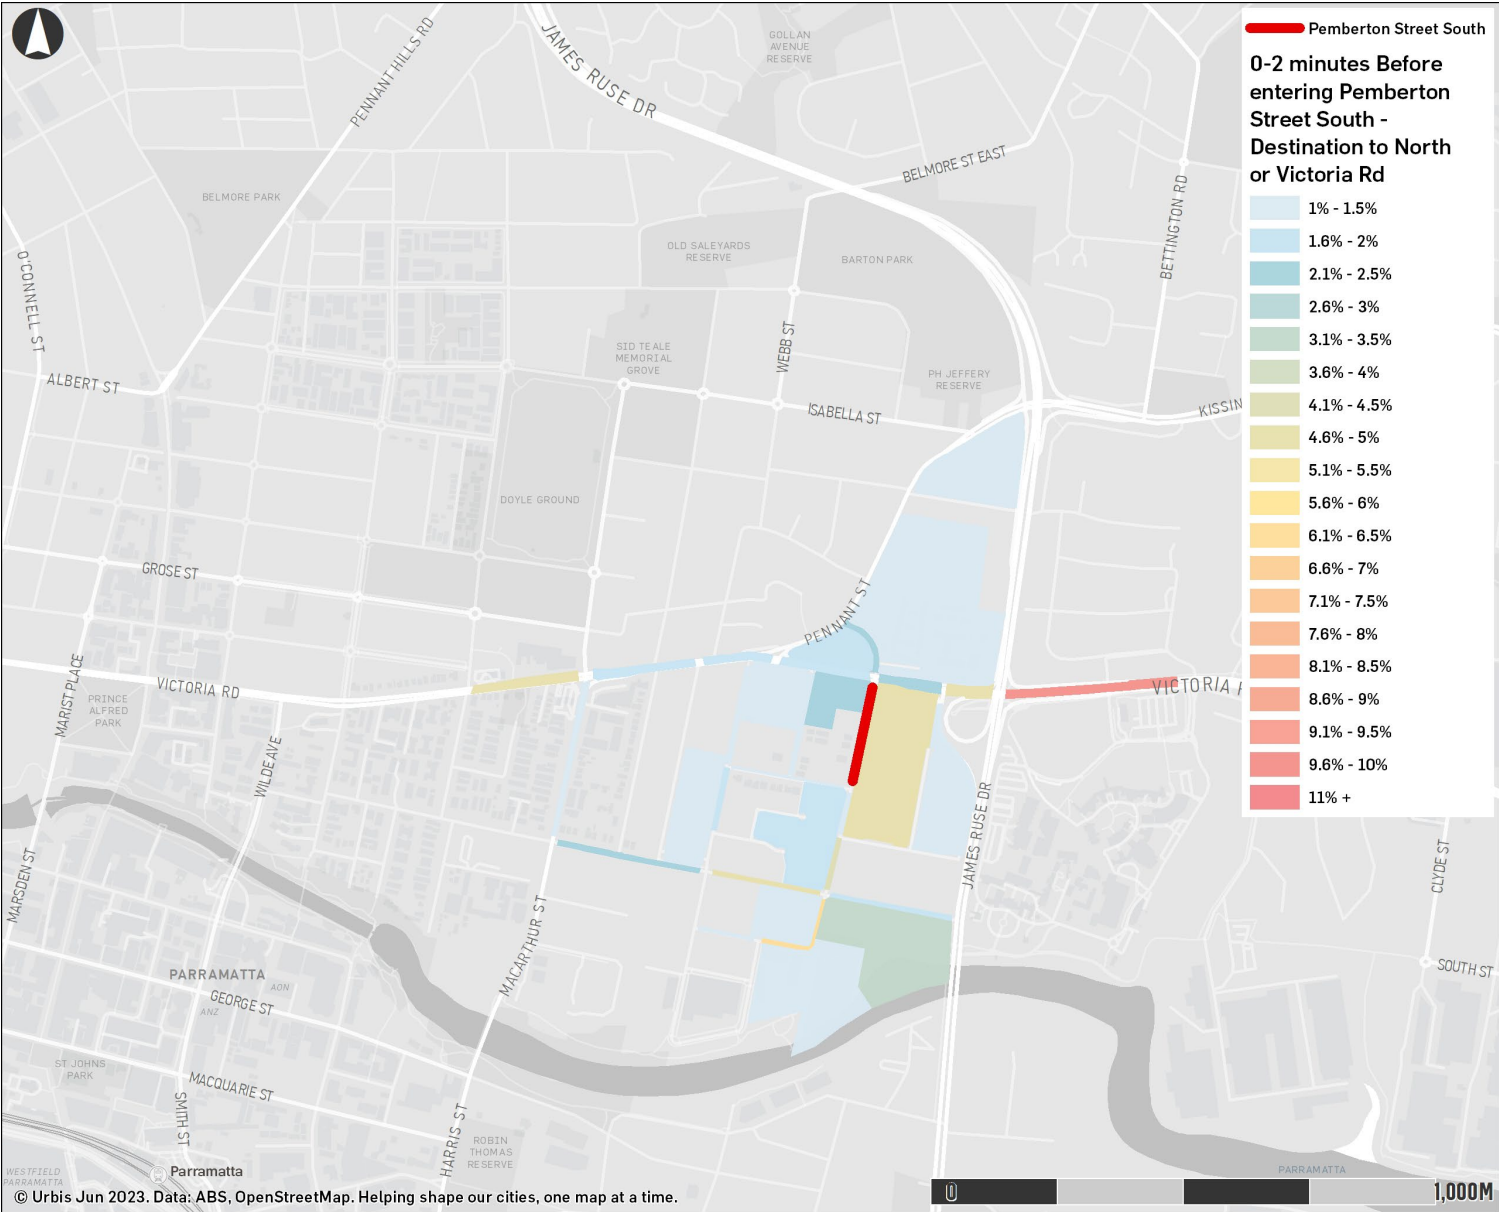 Pemberton Street South
0-2 minutes Before
entering Pemberton
Street South -
Destination to North
or Victoria Rd
1% - 1.5%
1.6% - 2%
2.1% - 2.5%
2.6% - 3%
3.1% - 3.5%
3.6% - 4%
4.1% - 4.5%
4.6% - 5%
5.1% - 5.5%
5.6% - 6%
6.1% - 6.5%
6.6% - 7%
7.1% - 7.5%
7.6% - 8%
8.1% - 8.5%
8.6% - 9%
9.1% - 9.5%
9.6% - 10%
11% +
PENNANT HILLS RD
JAMES RUSE DR
GOLLAN
AVENUE
RESERVE
BELMORE ST EAST
BETTINGTON RD
BELMORE PARK
O'CONNELL ST
OLD SALEYARDS
RESERVE
BARTON PARK
WEBB ST
SID TEALE
MEMORIAL
GROVE
PH JEFFERY
RESERVE
ALBERT ST
ISABELLA ST
KISSIN
DOYLE GROUND
GROSE ST
PENNANT ST
VICTORIA RD
VICTORIA R
MARIST PLACE
PRINCE
ALFRED
PARK
WILDE AVE
JAMES RUSE DR
MARSDEN ST
CLYDE ST
MACARTHUR ST
SOUTH ST
PARRAMATTA
AON
GEORGE ST
ANZ
ST JOHNS
PARK
MACQUARIE ST
SMITH ST
HARRIS ST
ROBIN
THOMAS
RESERVE
WESTFIELD
PARRAMATTA
Parramatta
PARRAMATTA
© Urbis Jun 2023. Data: ABS, OpenStreetMap. Helping shape our cities, one map at a time.
0
1,000M